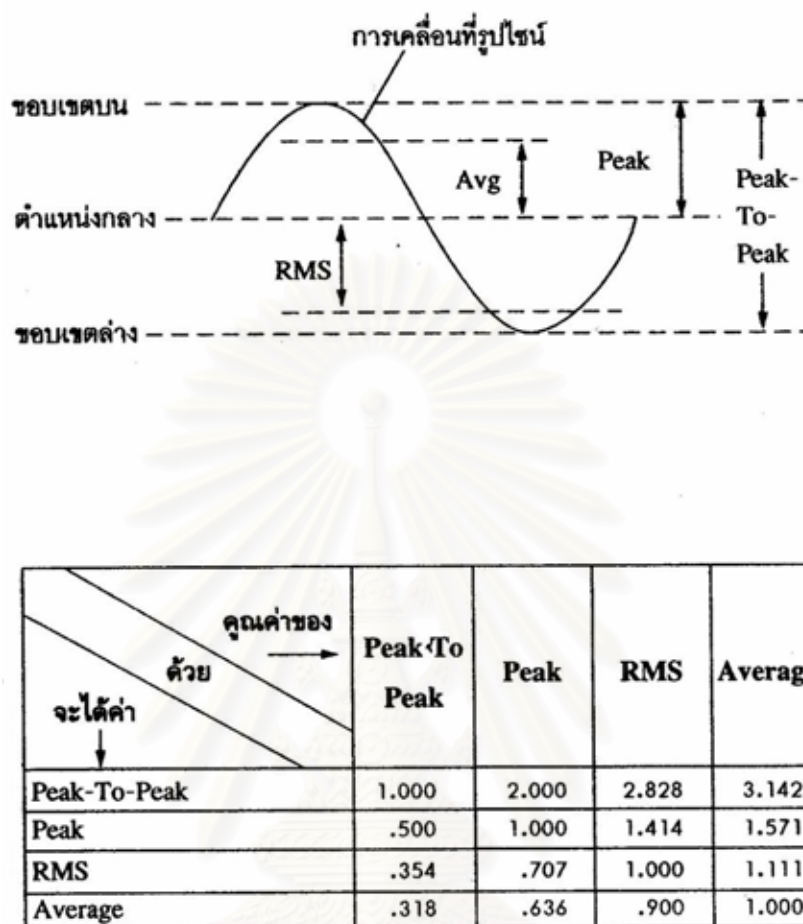 การเคลื่อนที่รูปไซน์
ขอบเขตบน
Avg
Peak
Peak-
To-
Peak
ตำแหน่งกลาง
RMS
ขอบเขตล่าง
คูณค่าของ
ด้วย
จะได้ค่า
Peak-To
Peak
Peak
RMS
Averag
Peak-To-Peak 1.000 2.000 2.828 3.142
Peak .500 1.000 1.414 1.571
RMS .354 .707 1.000 1.111
Average .318 .636 .900 1.000